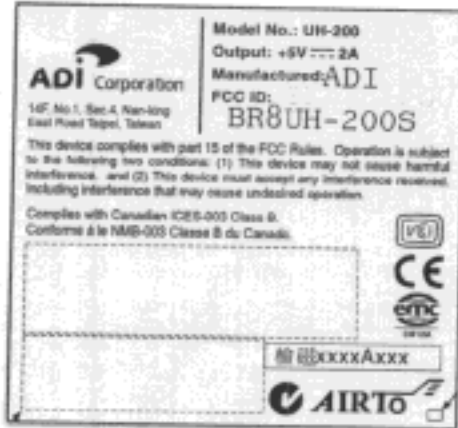 ADi Corporation
14F, No.1, Sec.4, Nan-king
East Road Taipei, Taiwan
Model No.: UH-200
Output: +5V ⎓ 2A
Manufactured: ADI
FCC ID:
BR8UH-200S
This device complies with part 15 of the FCC Rules. Operation is subject
to the following two conditions: (1) This device may not cause harmful
interference. and (2) This device must accept any interference received,
including interference that may cause undesired operation.
Complies with Canadian ICES-003 Class B.
Conforme à le NMB-003 Classe B du Canada.
CE
emc
xxxxAxxx
AIRTo